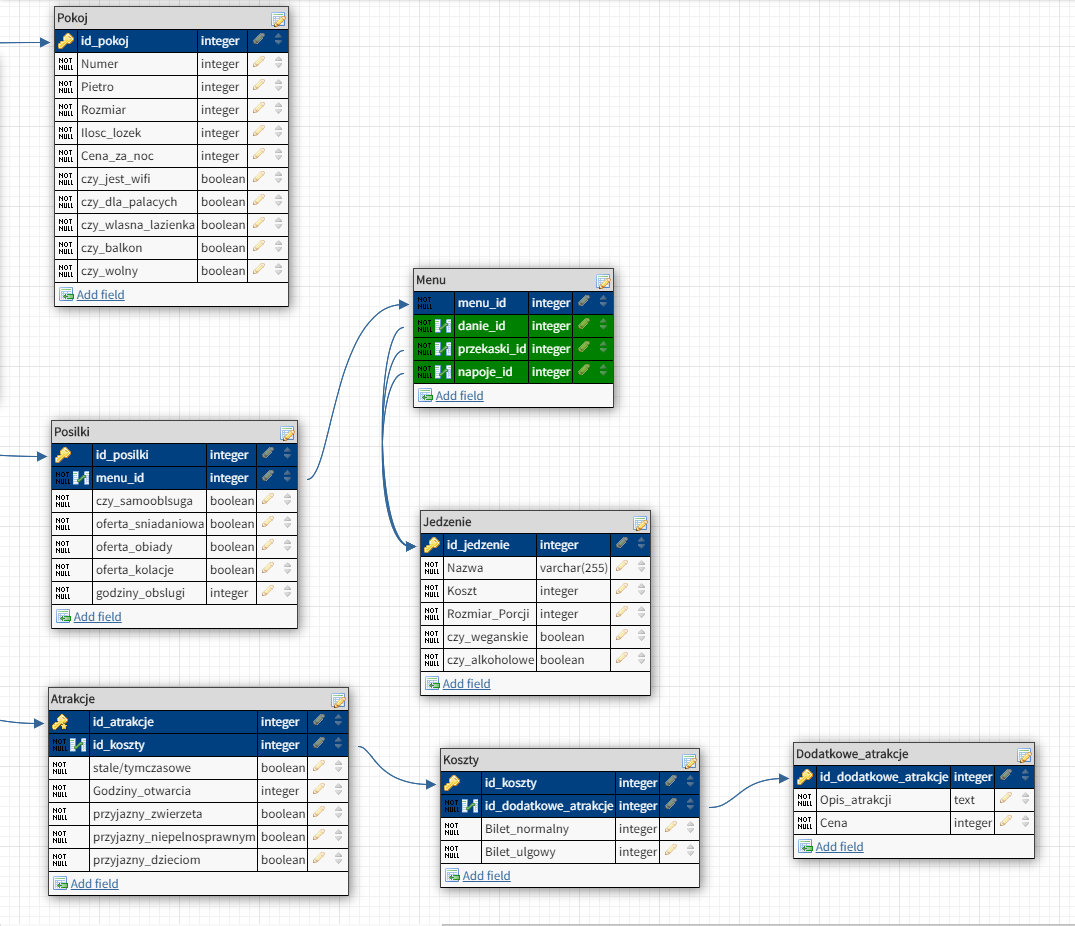 Pokoj
id_pokoj integer
NOT NULL Numer integer
NOT NULL Pietro integer
NOT NULL Rozmiar integer
NOT NULL Ilosc_lozek integer
NOT NULL Cena_za_noc integer
NOT NULL czy_jest_wifi boolean
NOT NULL czy_dla_palacych boolean
NOT NULL czy_wlasna_lazienka boolean
NOT NULL czy_balkon boolean
NOT NULL czy_wolny boolean
Add field
Menu
NOT NULL menu_id integer
NOT NULL danie_id integer
NOT NULL przekaski_id integer
NOT NULL napoje_id integer
Add field
Posilki
id_posilki integer
NOT NULL menu_id integer
NOT NULL czy_samooblsuga boolean
NOT NULL oferta_sniadaniowa boolean
NOT NULL oferta_obiady boolean
NOT NULL oferta_kolacje boolean
NOT NULL godziny_obslugi integer
Add field
Jedzenie
id_jedzenie integer
NOT NULL Nazwa varchar(255)
NOT NULL Koszt integer
NOT NULL Rozmiar_Porcji integer
NOT NULL czy_weganskie boolean
NOT NULL czy_alkoholowe boolean
Add field
Atrakcje
id_atrakcje integer
NOT NULL id_koszty integer
NOT NULL stale/tymczasowe boolean
NOT NULL Godziny_otwarcia integer
NOT NULL przyjazny_zwierzeta boolean
NOT NULL przyjazny_niepelnosprawnym boolean
NOT NULL przyjazny_dzieciom boolean
Add field
Koszty
id_koszty integer
NOT NULL id_dodatkowe_atrakcje integer
NOT NULL Bilet_normalny integer
NOT NULL Bilet_ulgowy integer
Add field
Dodatkowe_atrakcje
id_dodatkowe_atrakcje integer
NOT NULL Opis_atrakcji text
NOT NULL Cena integer
Add field